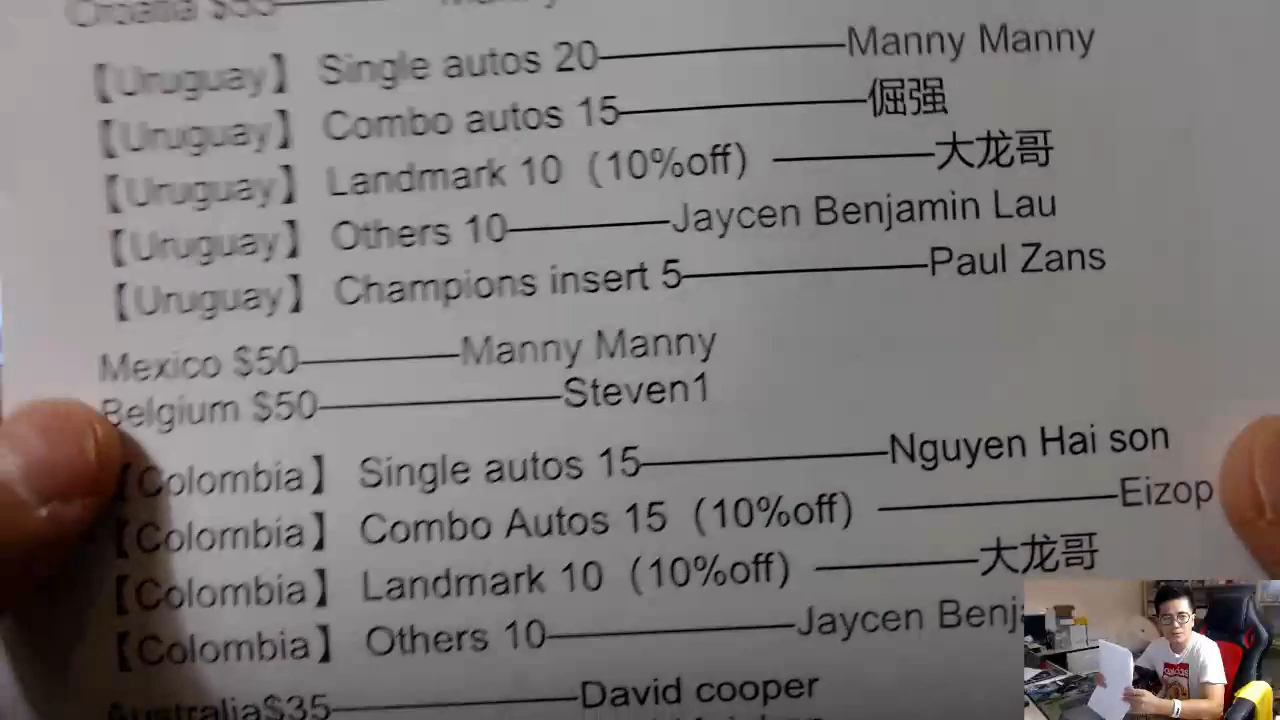 Croatia $55
【Uruguay】 Single autos 20————Manny Manny
【Uruguay】 Combo autos 15————倔强
【Uruguay】 Landmark 10（10%off）————大龙哥
【Uruguay】 Others 10————Jaycen Benjamin Lau
【Uruguay】 Champions insert 5————Paul Zans
Mexico $50————Manny Manny
Belgium $50————Steven1
【Colombia】 Single autos 15————Nguyen Hai son
【Colombia】 Combo Autos 15（10%off）————Eizop
【Colombia】 Landmark 10（10%off）————大龙哥
【Colombia】 Others 10————Jaycen Benj
Australia$35————David cooper